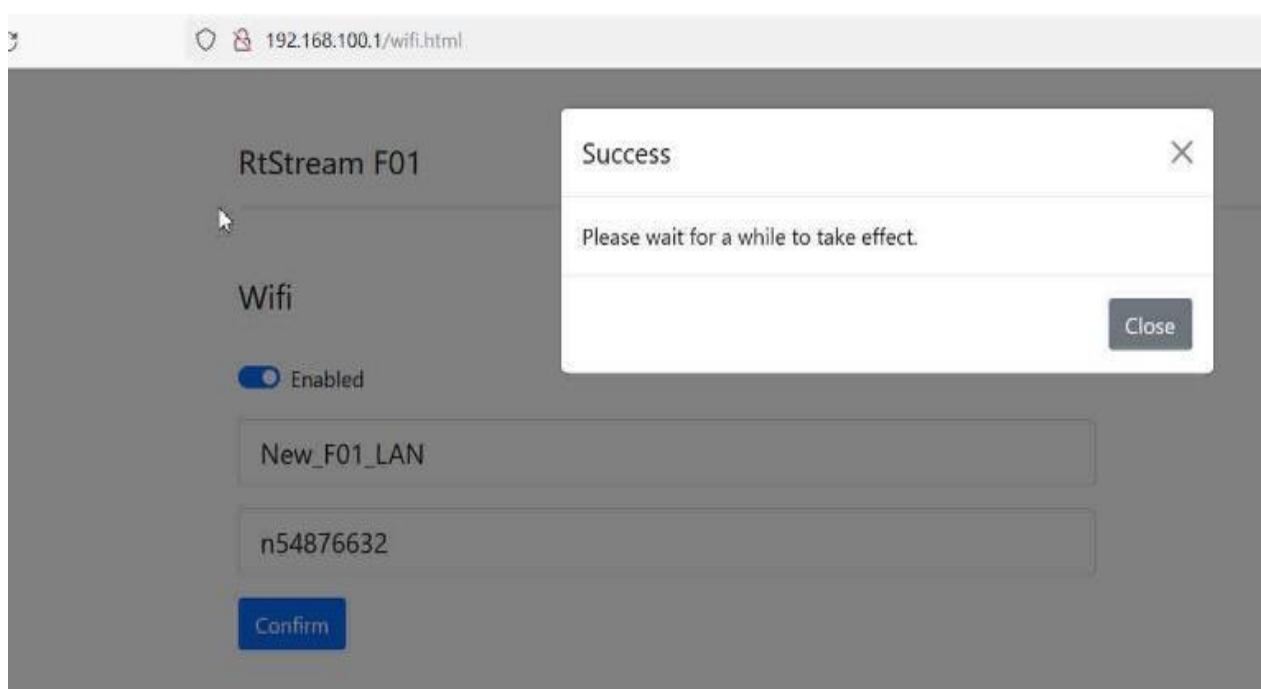 192.168.100.1/wifi.html
RtStream F01
Success
Please wait for a while to take effect.
Close
Wifi
Enabled
New_F01_LAN
n54876632
Confirm